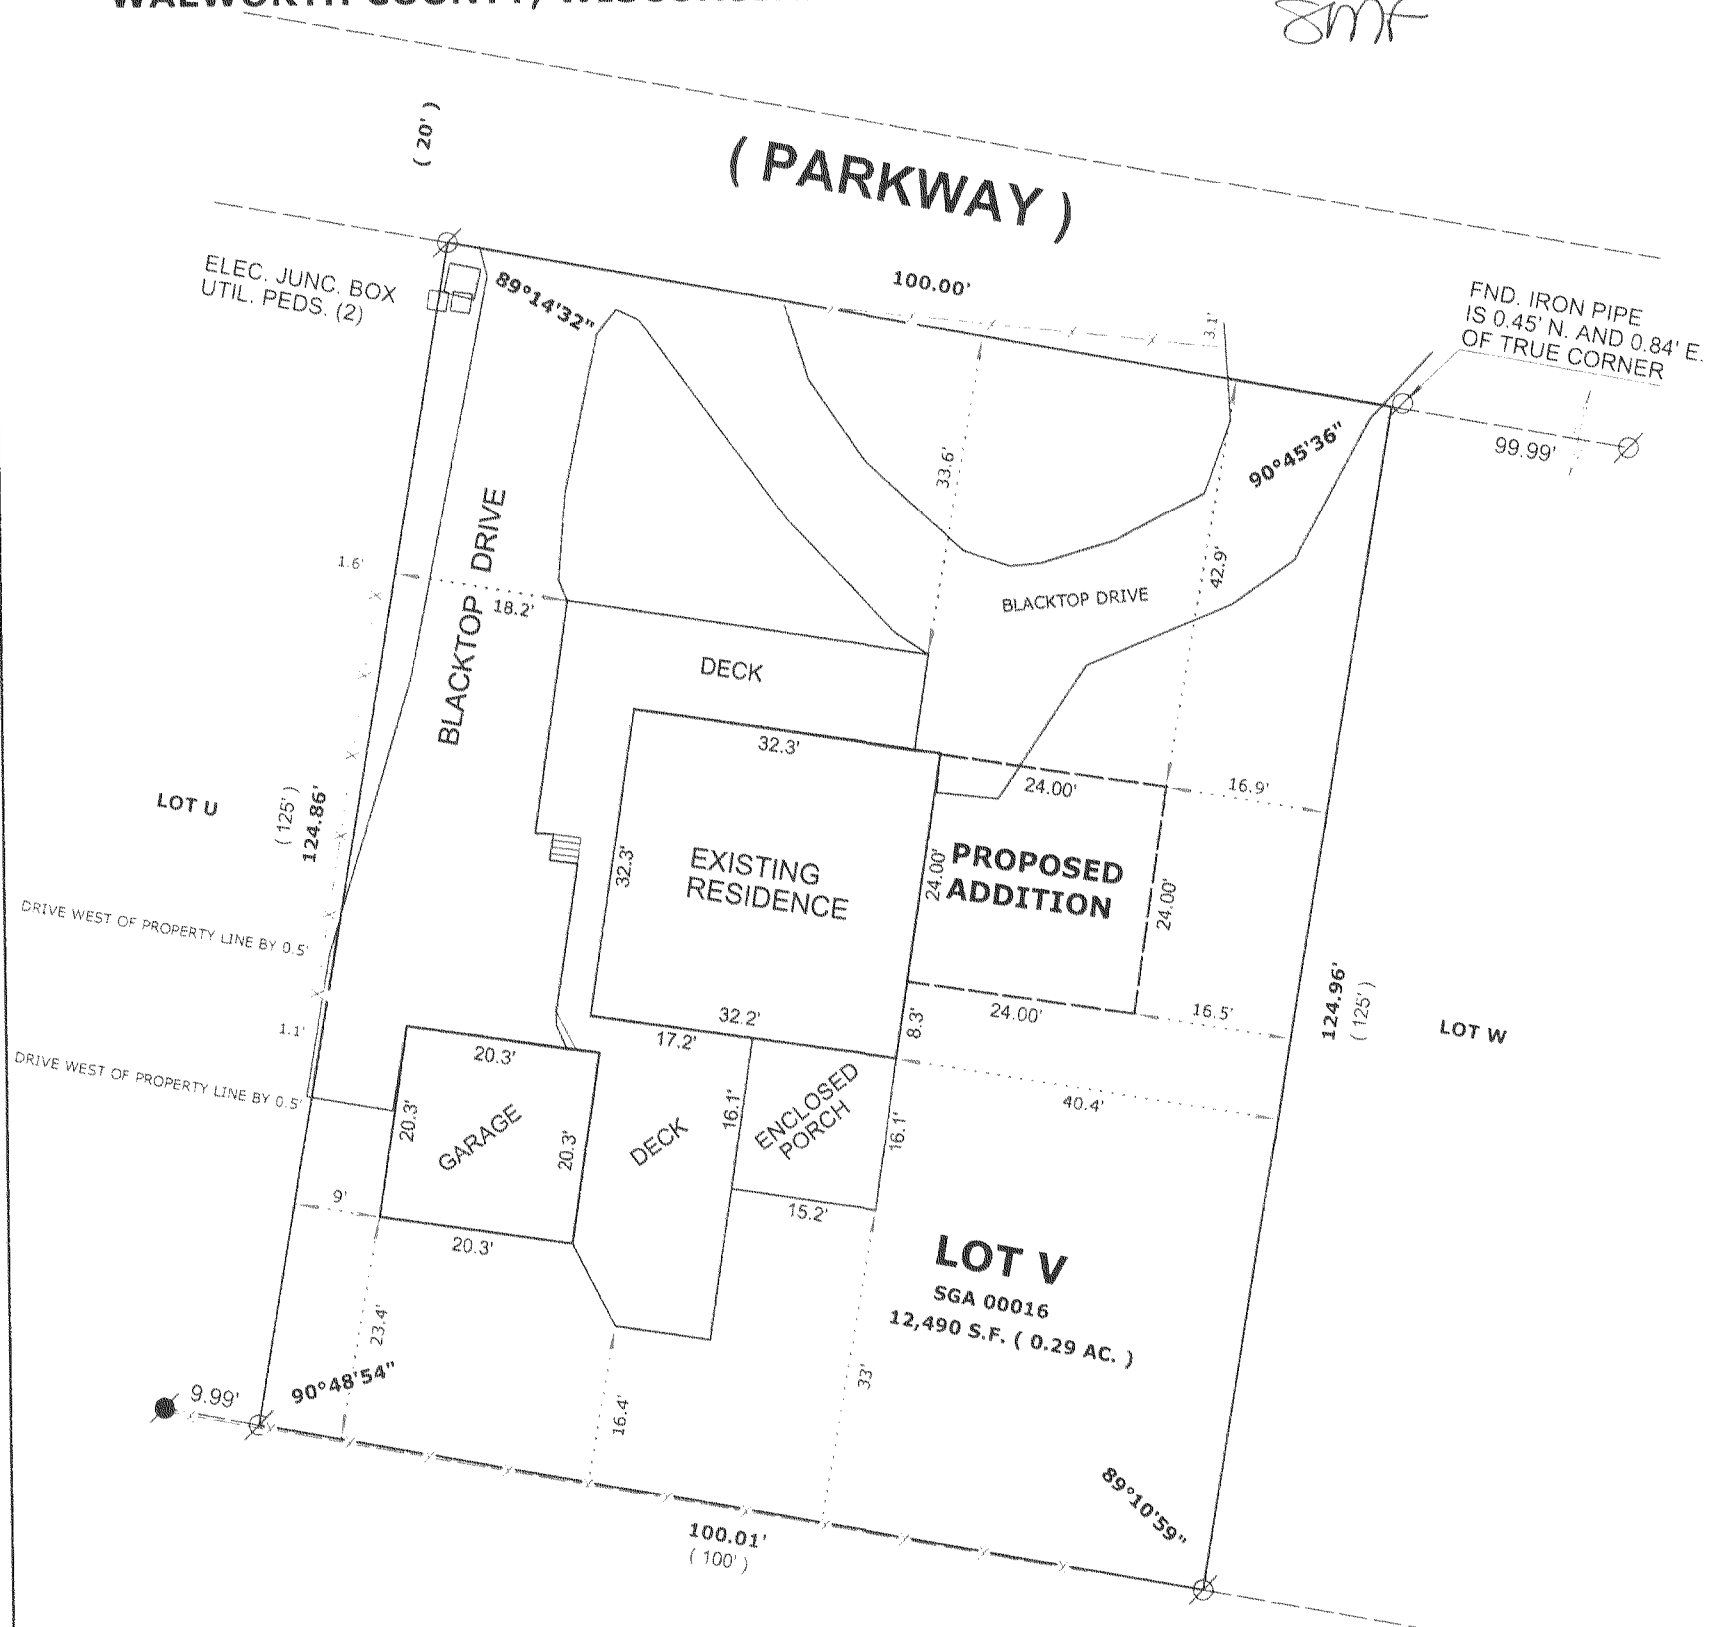 WALWORTH COUNTY,
SMF
( 20' )
( PARKWAY )
100.00'
ELEC. JUNC. BOX
UTIL. PEDS. (2)
89°14'32"
3.1'
FND. IRON PIPE
IS 0.45' N. AND 0.84' E.
OF TRUE CORNER
90°45'36"
99.99'
33.6'
42.9'
1.6'
18.2'
BLACKTOP DRIVE
BLACKTOP DRIVE
DECK
32.3'
24.00'
16.9'
LOT U
( 125' )
124.86'
32.3'
EXISTING
RESIDENCE
24.00'
PROPOSED
ADDITION
24.00'
DRIVE WEST OF PROPERTY LINE BY 0.5'
124.96'
( 125' )
LOT W
1.1'
32.2'
17.2'
8.3'
24.00'
16.5'
DRIVE WEST OF PROPERTY LINE BY 0.5'
20.3'
20.3'
GARAGE
20.3'
DECK
16.1'
ENCLOSED
PORCH
16.1'
40.4'
9'
20.3'
15.2'
LOT V
SGA 00016
12,490 S.F. ( 0.29 AC. )
23.4'
90°48'54"
9.99'
16.4'
33'
89°10'59"
100.01'
( 100' )